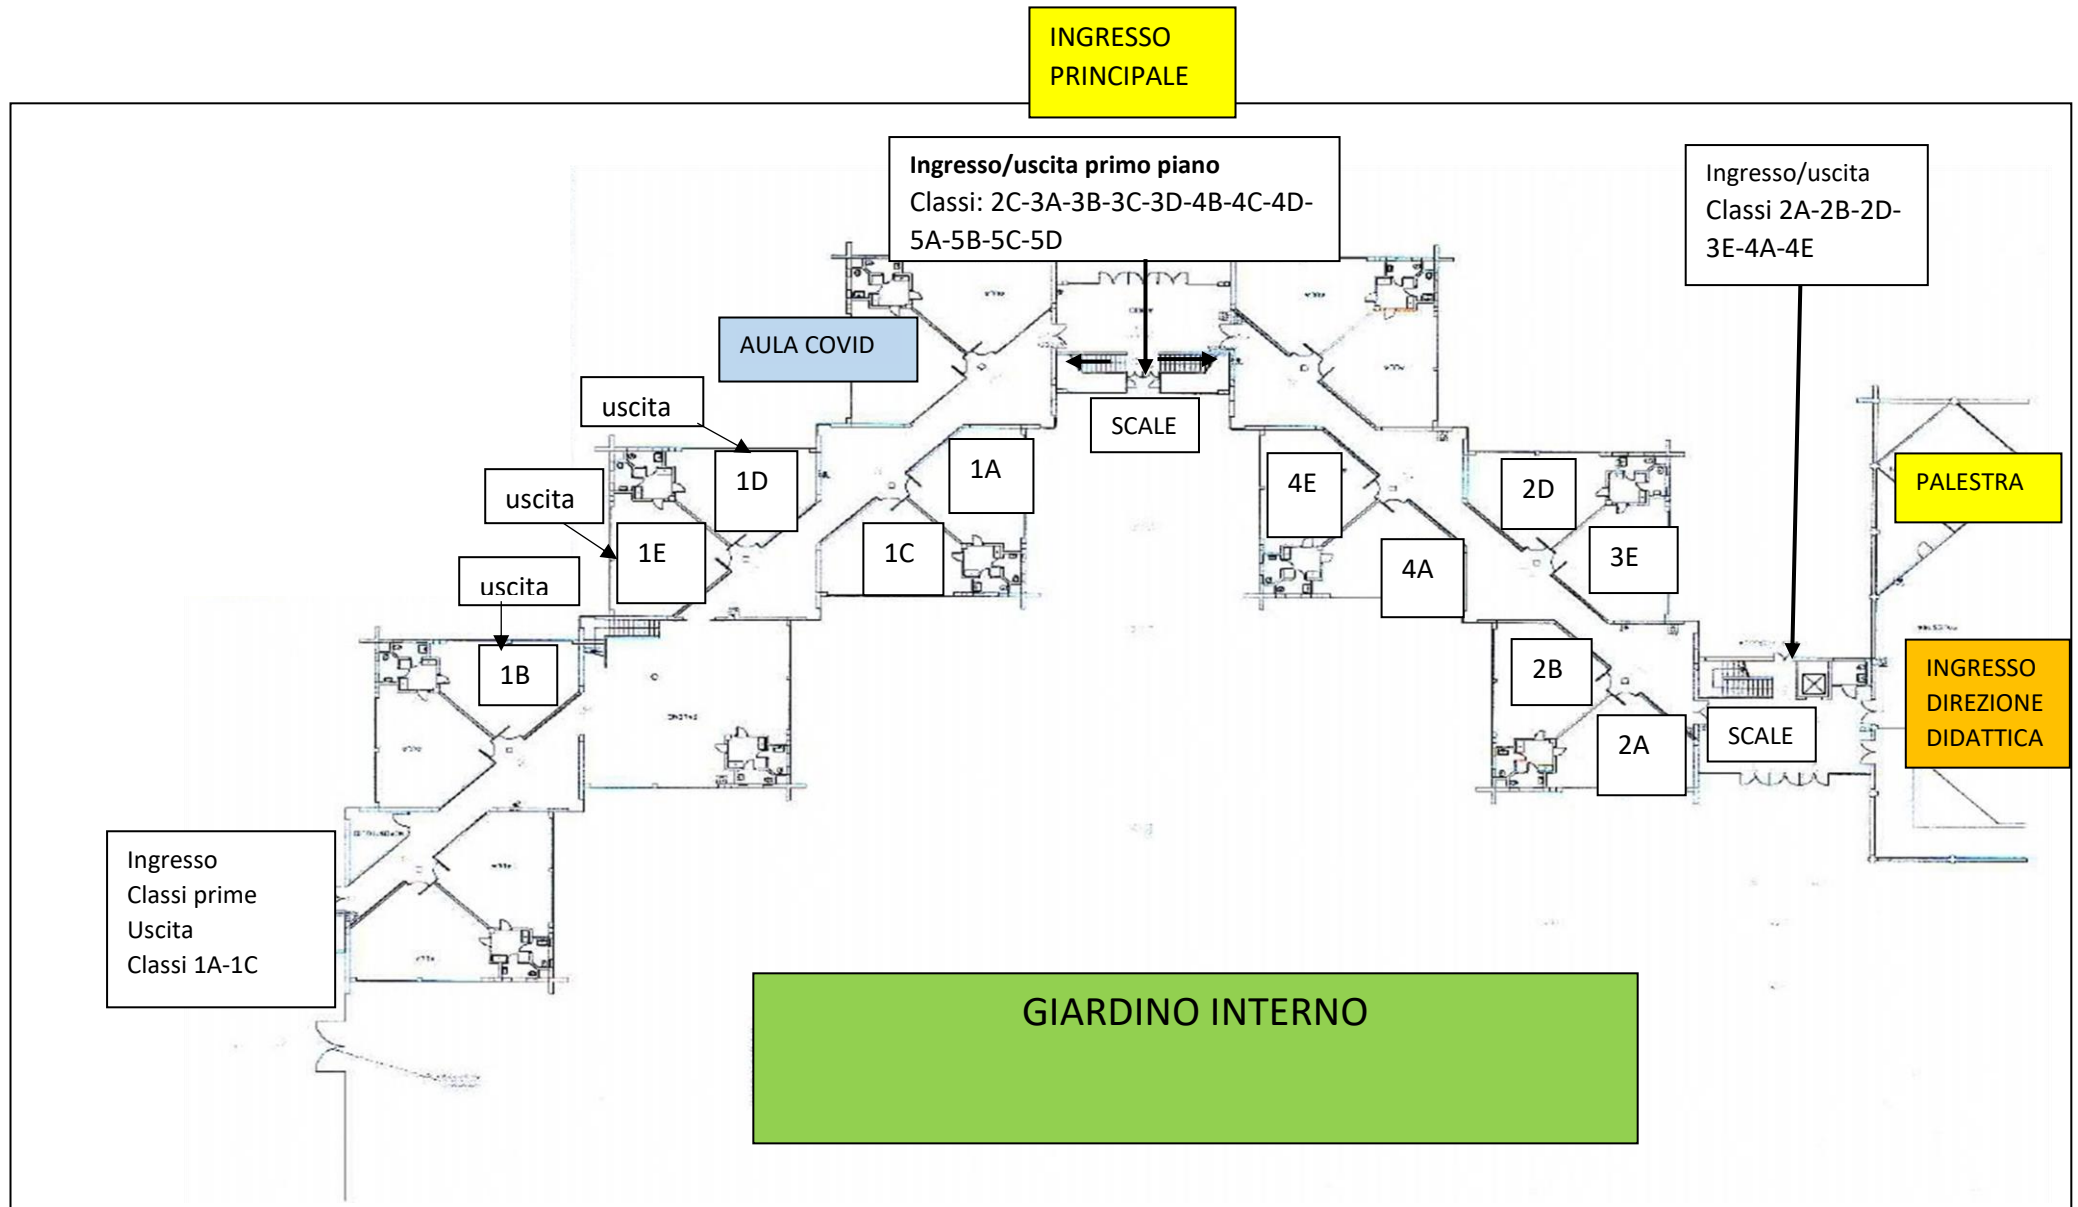 INGRESSO
PRINCIPALE
Ingresso/uscita primo piano
Classi: 2C-3A-3B-3C-3D-4B-4C-4D-
5A-5B-5C-5D
Ingresso/uscita
Classi 2A-2B-2D-
3E-4A-4E
AULA COVID
uscita
SCALE
1D
1A
4E
2D
PALESTRA
uscita
1E
1C
4A
3E
uscita
1B
2B
2A
SCALE
INGRESSO
DIREZIONE
DIDATTICA
Ingresso
Classi prime
Uscita
Classi 1A-1C
GIARDINO INTERNO